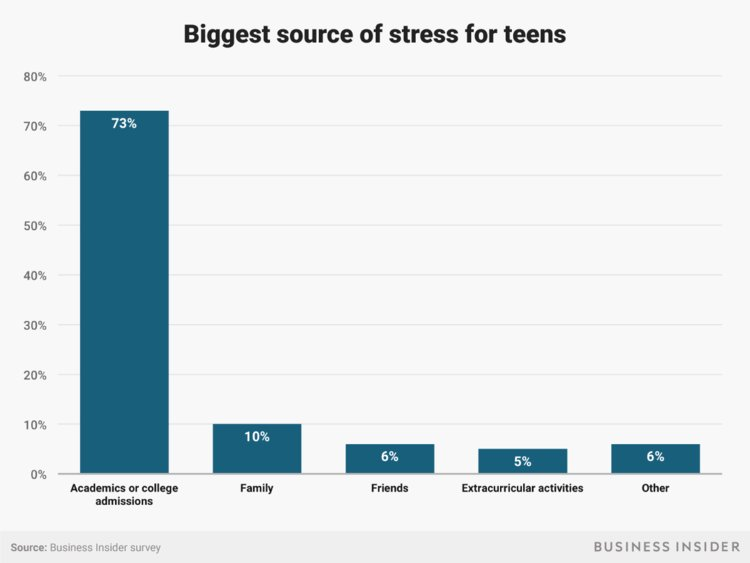 Biggest source of stress for teens
80%
70%
60%
50%
40%
30%
20%
10%
0%
73%
10%
6%
5%
6%
Academics or college
admissions
Family
Friends
Extracurricular activities
Other
Source: Business Insider survey
BUSINESS INSIDER